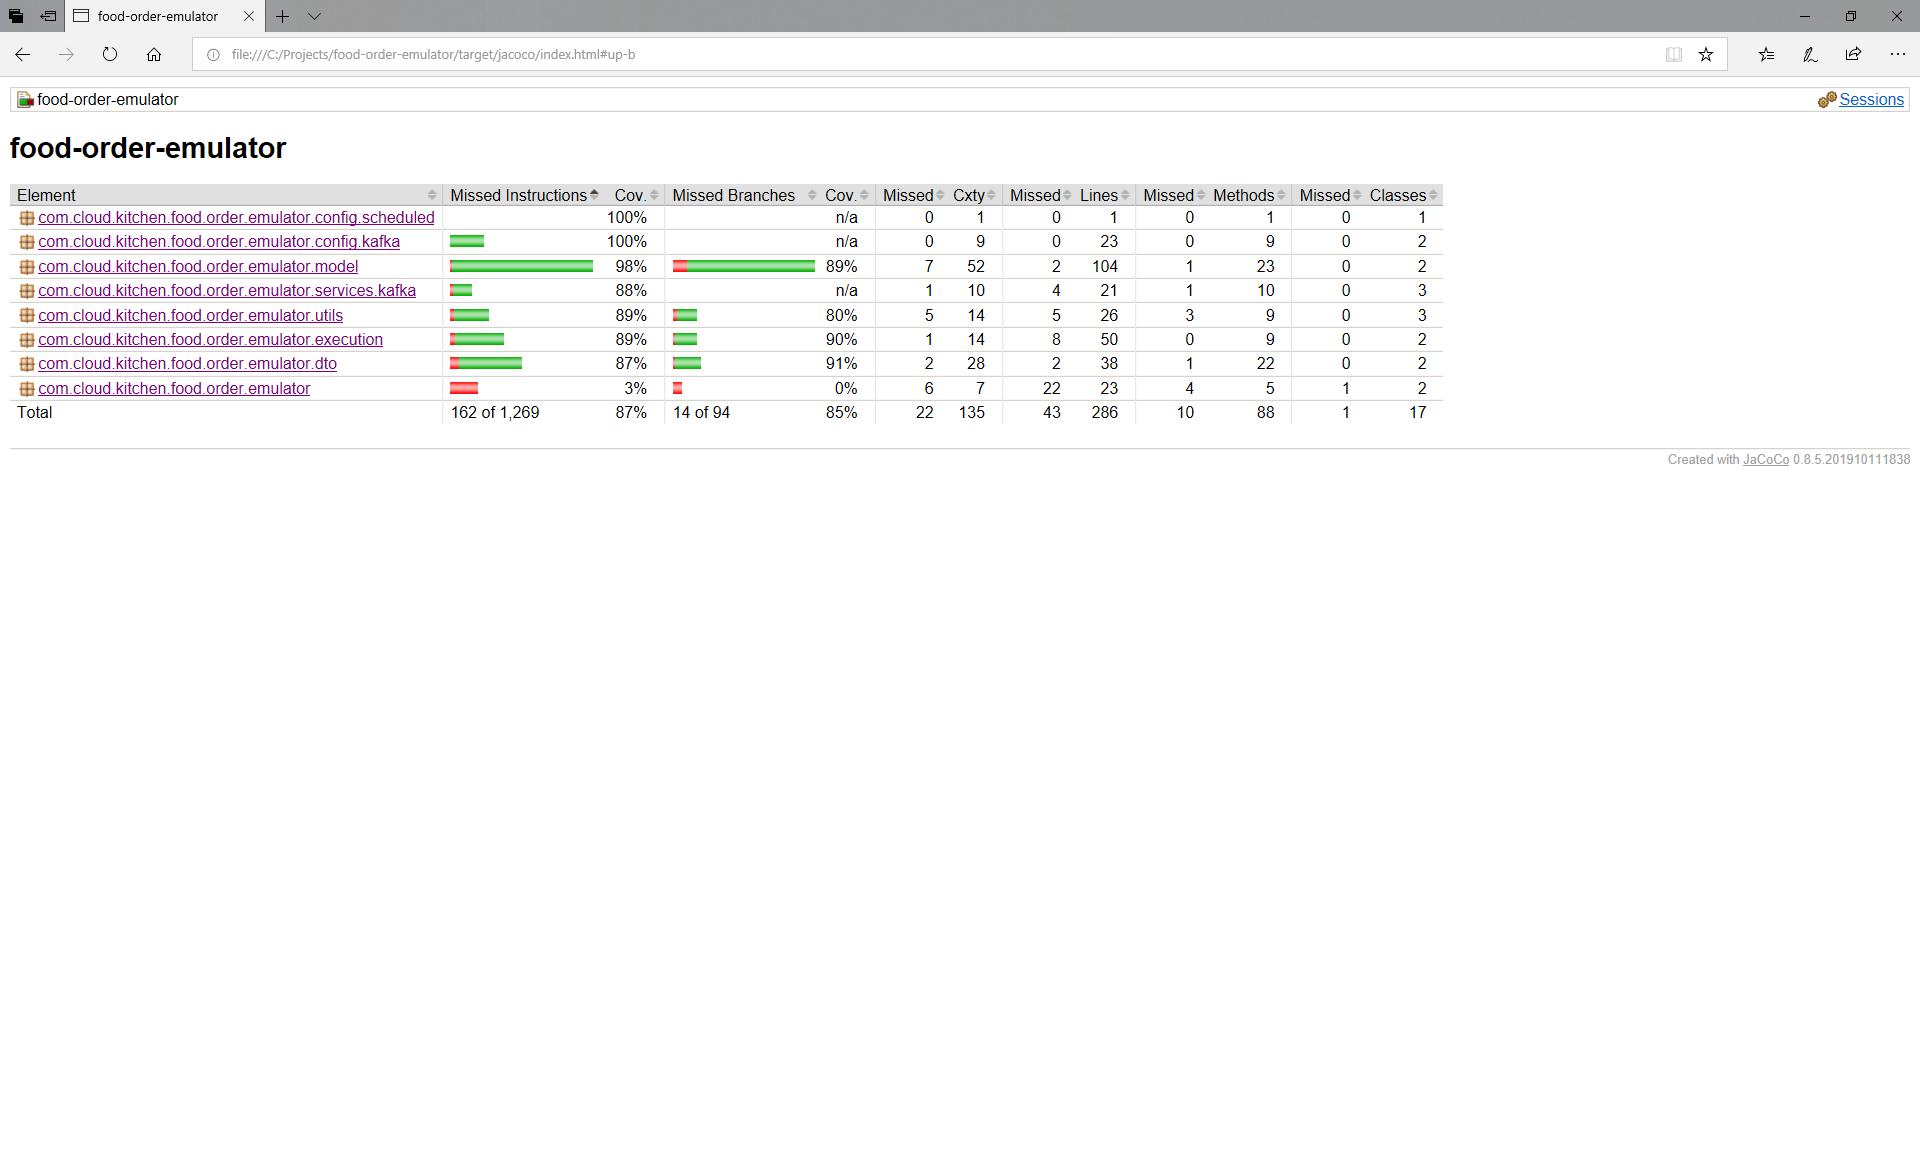 food-order-emulator
file:///C:/Projects/food-order-emulator/target/jacoco/index.html#up-b
food-order-emulator Sessions
food-order-emulator
Element Missed Instructions Cov. Missed Branches Cov. Missed Cxty Missed Lines Missed Methods Missed Classes
com.cloud.kitchen.food.order.emulator.config.scheduled 100% n/a 0 1 0 1 0 1 0 1
com.cloud.kitchen.food.order.emulator.config.kafka 100% n/a 0 9 0 23 0 9 0 2
com.cloud.kitchen.food.order.emulator.model 98% 89% 7 52 2 104 1 23 0 2
com.cloud.kitchen.food.order.emulator.services.kafka 88% n/a 1 10 4 21 1 10 0 3
com.cloud.kitchen.food.order.emulator.utils 89% 80% 5 14 5 26 3 9 0 3
com.cloud.kitchen.food.order.emulator.execution 89% 90% 1 14 8 50 0 9 0 2
com.cloud.kitchen.food.order.emulator.dto 87% 91% 2 28 2 38 1 22 0 2
com.cloud.kitchen.food.order.emulator 3% 0% 6 7 22 23 4 5 1 2
Total 162 of 1,269 87% 14 of 94 85% 22 135 43 286 10 88 1 17
Created with JaCoCo 0.8.5.201910111838